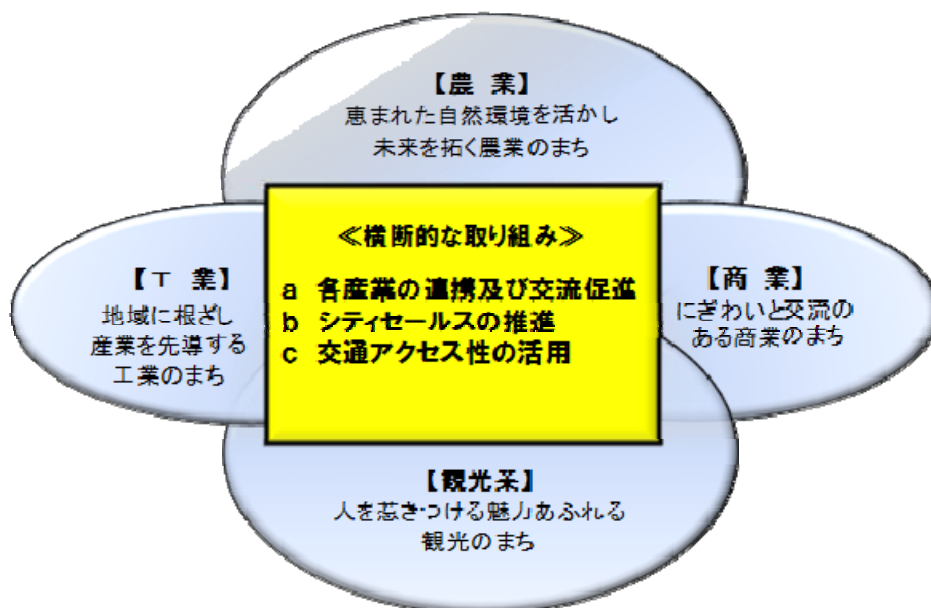 【農 業】
恵まれた自然環境を活かし
未来を拓く農業のまち
≪横断的な取り組み≫
a 各産業の連携及び交流促進
b シティセールスの推進
c 交通アクセス性の活用
【工 業】
地域に根ざし
産業を先導する
工業のまち
【商 業】
にぎわいと交流の
ある商業のまち
【観光業】
人を惹きつける魅力あふれる
観光のまち